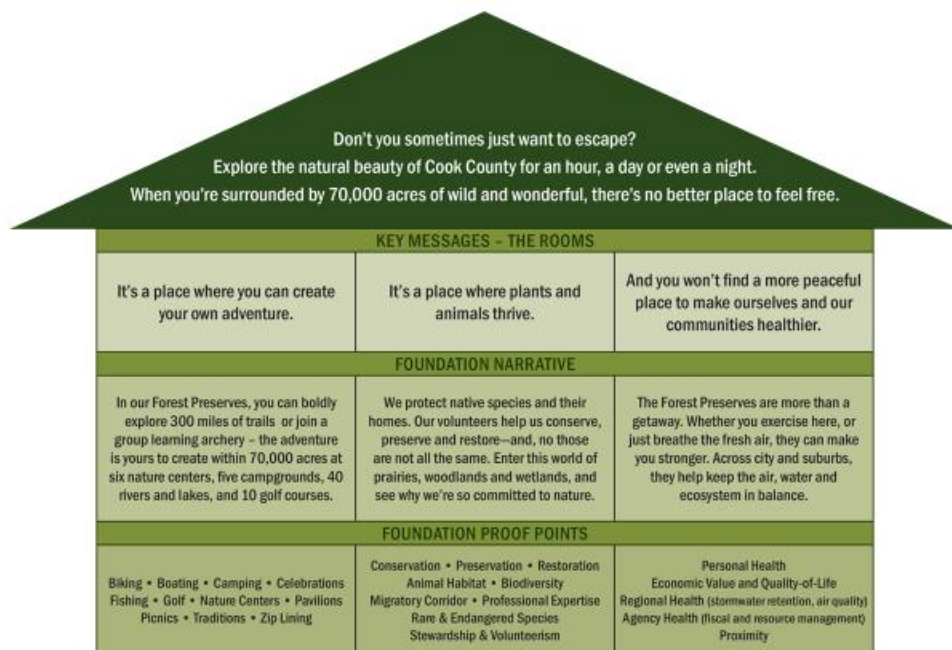 Don't you sometimes just want to escape?
Explore the natural beauty of Cook County for an hour, a day or even a night.
When you're surrounded by 70,000 acres of wild and wonderful, there's no better place to feel free.
KEY MESSAGES – THE ROOMS
It's a place where you can create
your own adventure.
It's a place where plants and
animals thrive.
And you won't find a more peaceful
place to make ourselves and our
communities healthier.
FOUNDATION NARRATIVE
In our Forest Preserves, you can boldly
explore 300 miles of trails or join a
group learning archery – the adventure
is yours to create within 70,000 acres at
six nature centers, five campgrounds, 40
rivers and lakes, and 10 golf courses.
We protect native species and their
homes. Our volunteers help us conserve,
preserve and restore—and, no those
are not all the same. Enter this world of
prairies, woodlands and wetlands, and
see why we're so committed to nature.
The Forest Preserves are more than a
getaway. Whether you exercise here, or
just breathe the fresh air, they can make
you stronger. Across city and suburbs,
they help keep the air, water and
ecosystem in balance.
FOUNDATION PROOF POINTS
Biking • Boating • Camping • Celebrations
Fishing • Golf • Nature Centers • Pavilions
Picnics • Traditions • Zip Lining
Conservation • Preservation • Restoration
Animal Habitat • Biodiversity
Migratory Corridor • Professional Expertise
Rare & Endangered Species
Stewardship & Volunteerism
Personal Health
Economic Value and Quality-of-Life
Regional Health (stormwater retention, air quality)
Agency Health (fiscal and resource management)
Proximity